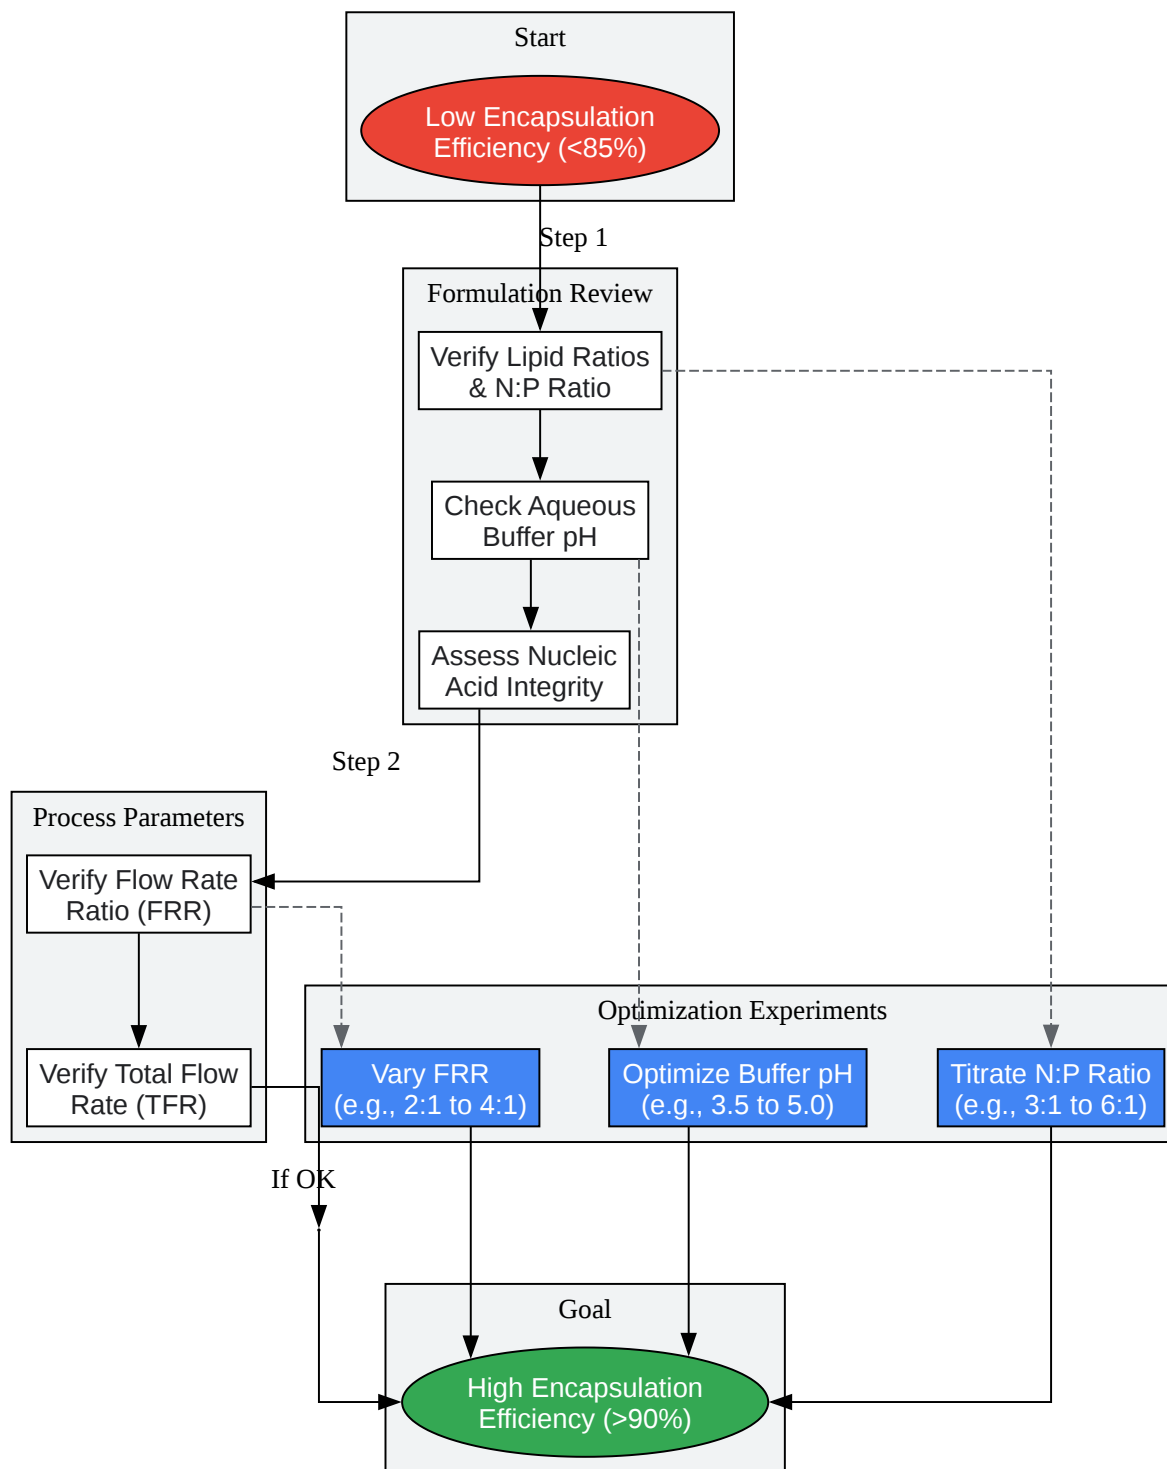 Start
Low Encapsulation
Efficiency (<85%)
Step 1
Formulation Review
Verify Lipid Ratios
& N:P Ratio
Check Aqueous
Buffer pH
Assess Nucleic
Acid Integrity
Step 2
Process Parameters
Verify Flow Rate
Ratio (FRR)
Verify Total Flow
Rate (TFR)
Optimization Experiments
Vary FRR
(e.g., 2:1 to 4:1)
Optimize Buffer pH
(e.g., 3.5 to 5.0)
Titrate N:P Ratio
(e.g., 3:1 to 6:1)
If OK
Goal
High Encapsulation
Efficiency (>90%)